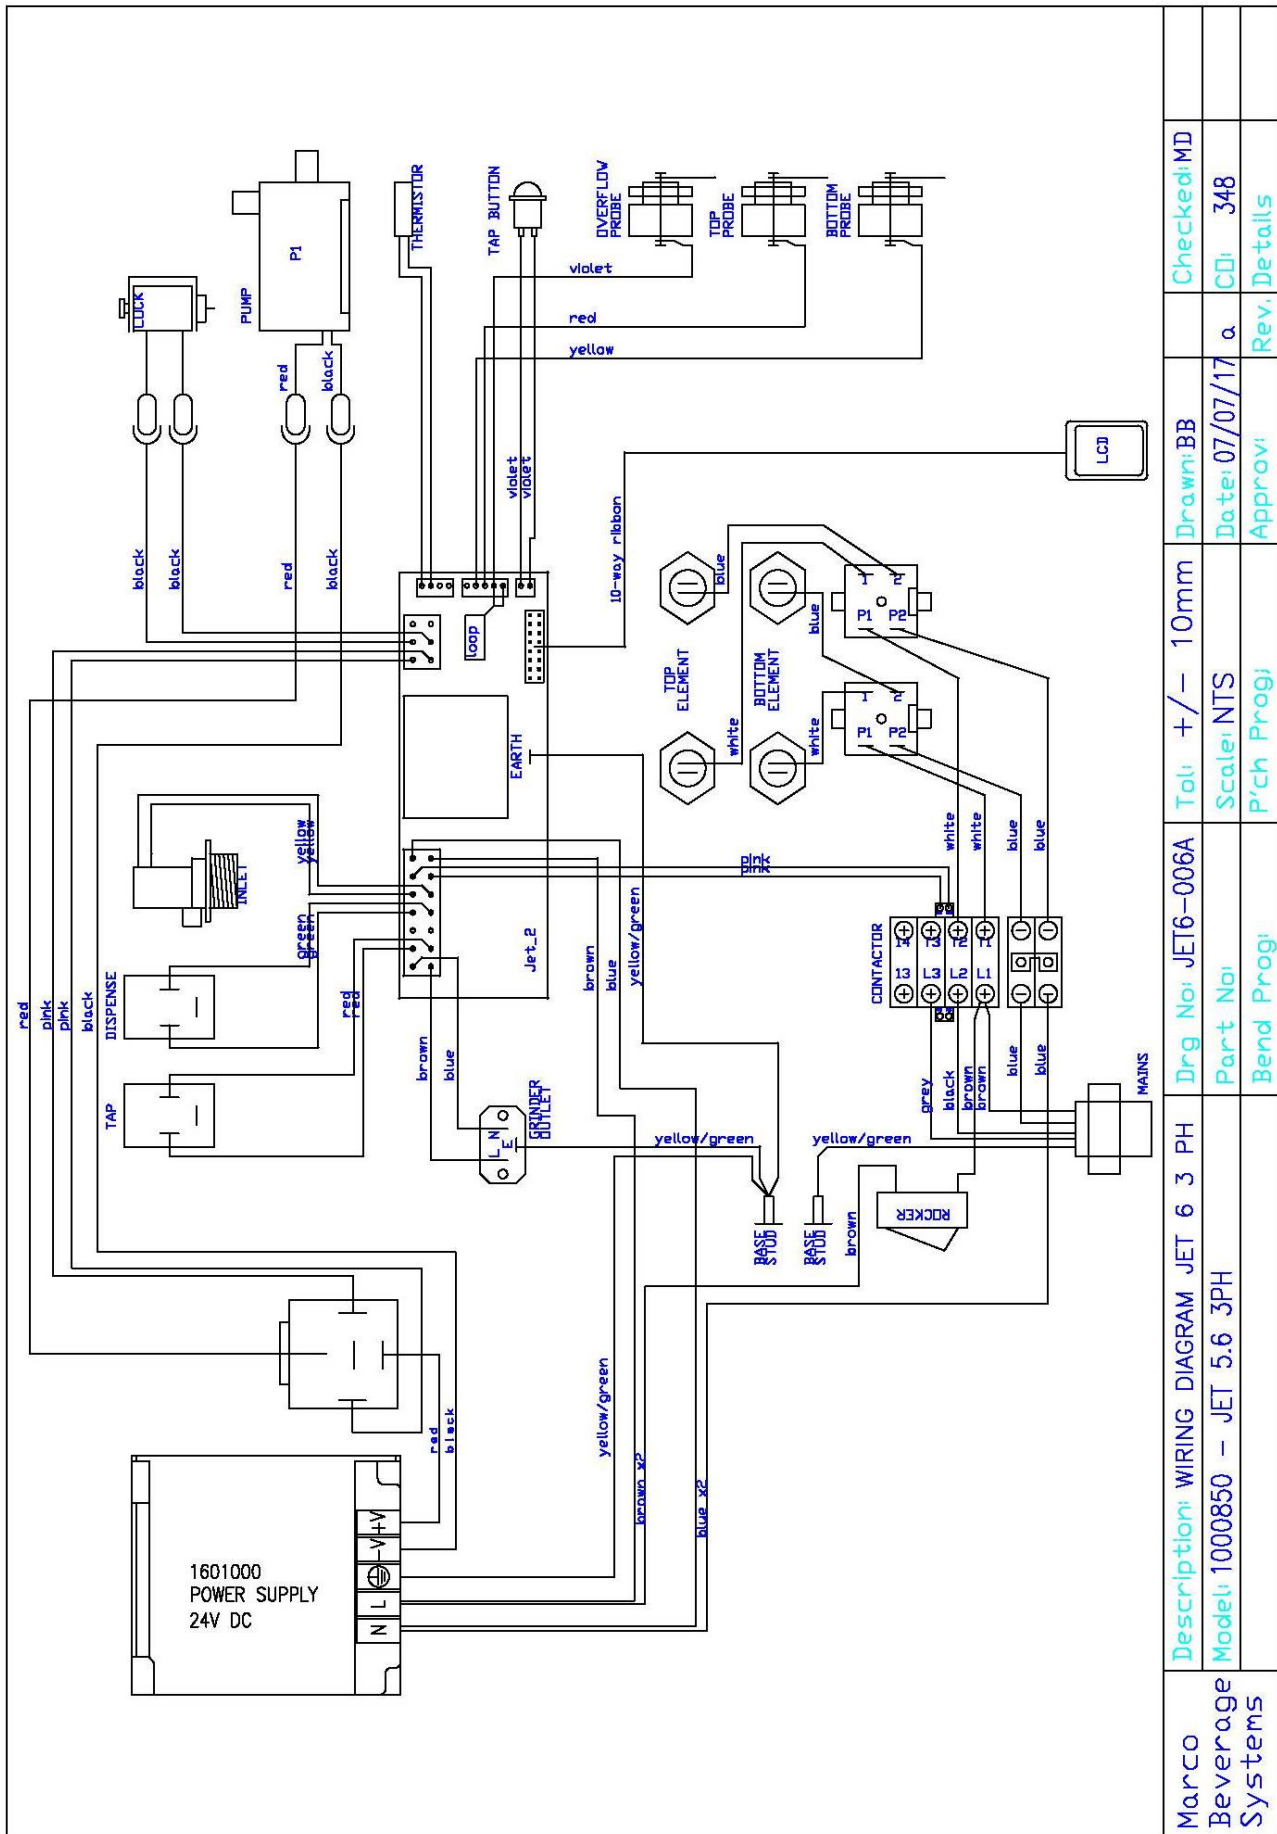 red
pink
pink
black
TAP
DISPENSE
INLET
LOCK
PUMP
P1
black
black
red
black
red
black
1601000
POWER SUPPLY
24V DC
N
L
-V
+V
red
black
green
green
yellow
yellow
red
red
THERMISTOR
TAP BUTTON
brown
blue
L
N
E
GRINDER
OUTLET
Jet_2
EARTH
loop
violet
violet
OVERFLOW
PROBE
TOP
PROBE
BOTTOM
PROBE
violet
red
yellow
brown
blue
yellow/green
10-way ribbon
yellow/green
brown x2
blue x2
yellow/green
yellow/green
BASE
STUD
BASE
STUD
brown
ROCKER
TOP
ELEMENT
BOTTOM
ELEMENT
white
blue
white
blue
P1
P2
1
2
P1
P2
1
2
CONTACTOR
13
14
L3
T3
L2
T2
L1
T1
white
white
blue
blue
grey
black
brown
brown
blue
blue
MAINS
LCD
Marco
Beverage
Systems
Description: WIRING DIAGRAM JET 6 3 PH
Drg No: JET6-006A
Tol: +/- 10mm
Drawn: BB
Checked: MD
Model: 1000850 - JET 5.6 3PH
Part No:
Scale: NTS
Date: 07/07/17
a
CD: 348
Bend Prog:
P'ch Prog:
Approv:
Rev.
Details